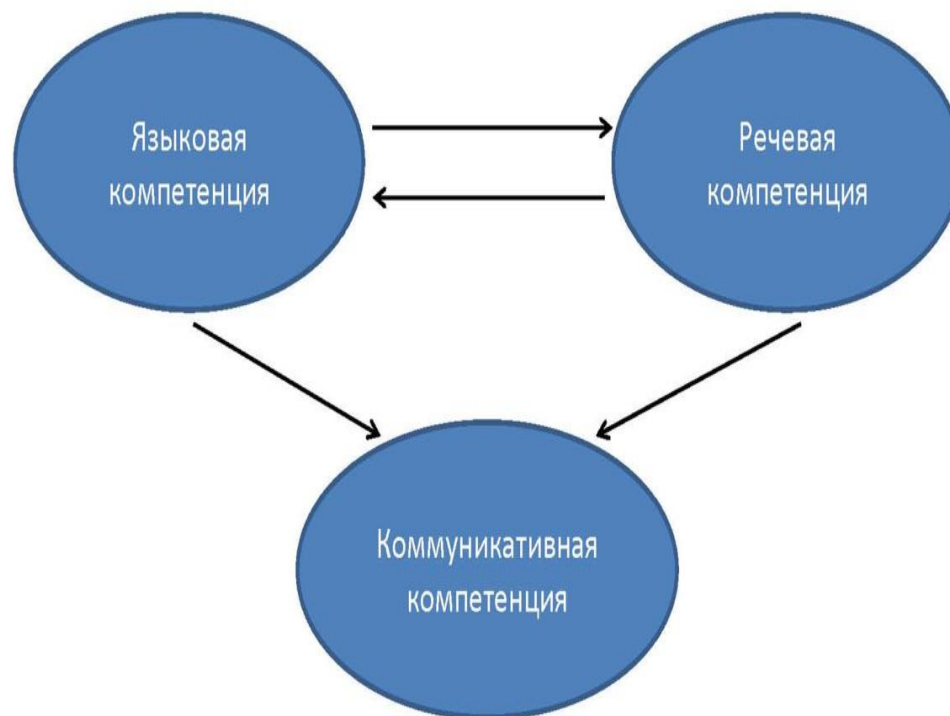 Языковая
компетенция
Речевая
компетенция
Коммуникативная
компетенция